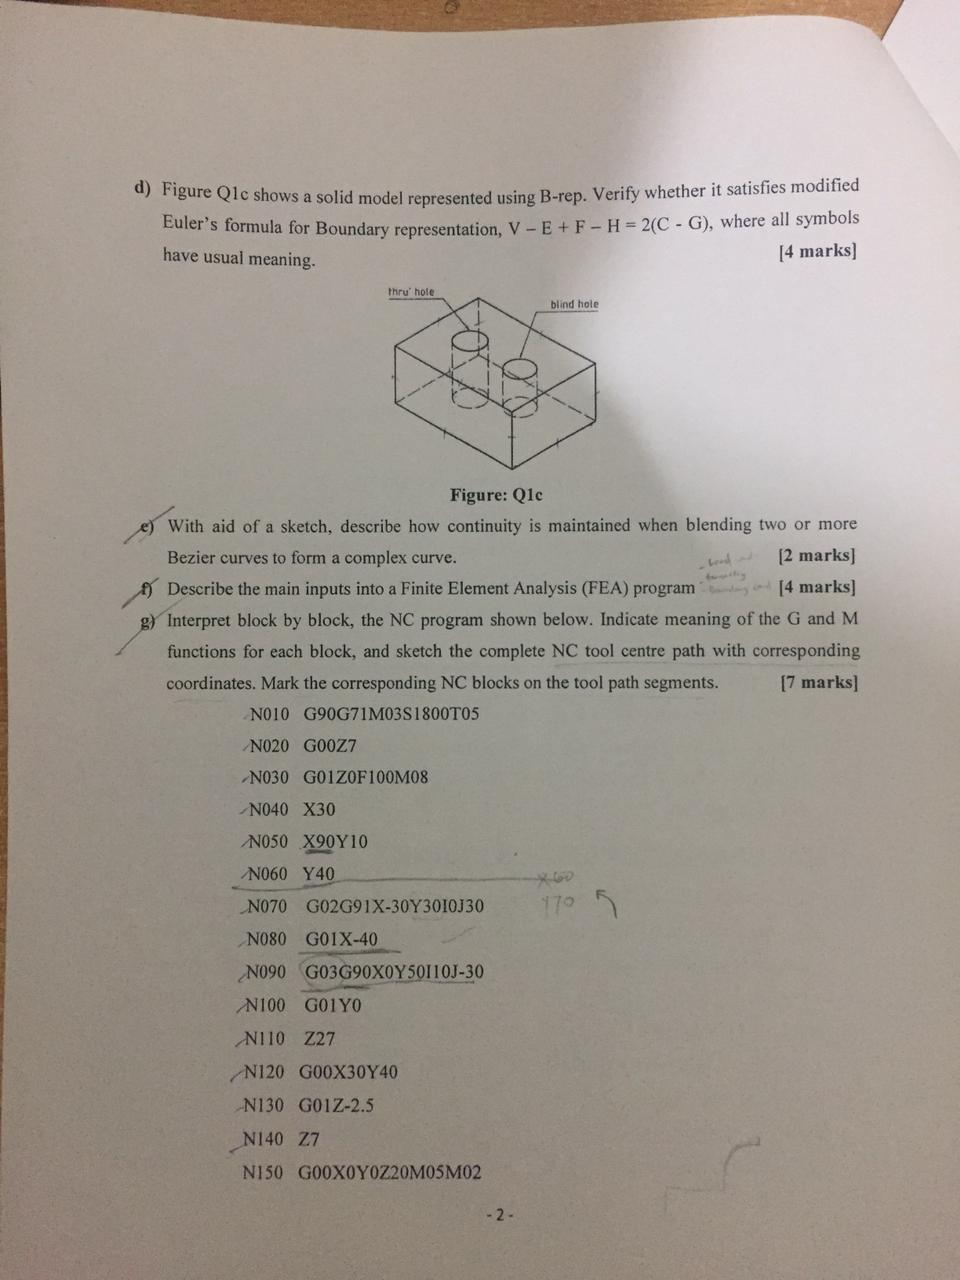 d) Figure Q1c shows a solid model represented using B-rep. Verify whether it satisfies modified
Euler's formula for Boundary representation, V – E + F – H = 2(C - G), where all symbols
have usual meaning. [4 marks]
thru' hole
blind hole
Figure: Q1c
e) With aid of a sketch, describe how continuity is maintained when blending two or more
Bezier curves to form a complex curve. [2 marks]
f) Describe the main inputs into a Finite Element Analysis (FEA) program [4 marks]
g) Interpret block by block, the NC program shown below. Indicate meaning of the G and M
functions for each block, and sketch the complete NC tool centre path with corresponding
coordinates. Mark the corresponding NC blocks on the tool path segments. [7 marks]
N010 G90G71M03S1800T05
N020 G00Z7
N030 G01Z0F100M08
N040 X30
N050 X90Y10
N060 Y40 X60
N070 G02G91X-30Y30I0J30 Y70
N080 G01X-40
N090 G03G90X0Y50I10J-30
N100 G01Y0
N110 Z27
N120 G00X30Y40
N130 G01Z-2.5
N140 Z7
N150 G00X0Y0Z20M05M02
- 2 -